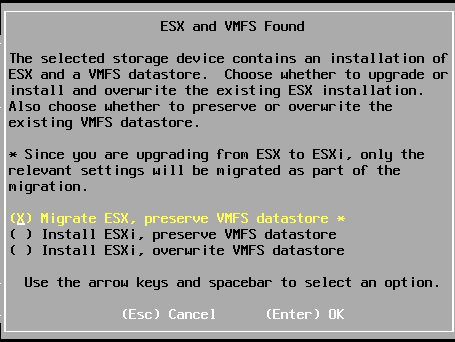 ESX and VMFS Found
The selected storage device contains an installation of
ESX and a VMFS datastore.  Choose whether to upgrade or
install and overwrite the existing ESX installation.
Also choose whether to preserve or overwrite the
existing VMFS datastore.
* Since you are upgrading from ESX to ESXi, only the
relevant settings will be migrated as part of the
migration.
(X) Migrate ESX, preserve VMFS datastore *
( ) Install ESXi, preserve VMFS datastore
( ) Install ESXi, overwrite VMFS datastore
Use the arrow keys and spacebar to select an option.
(Esc) Cancel      (Enter) OK